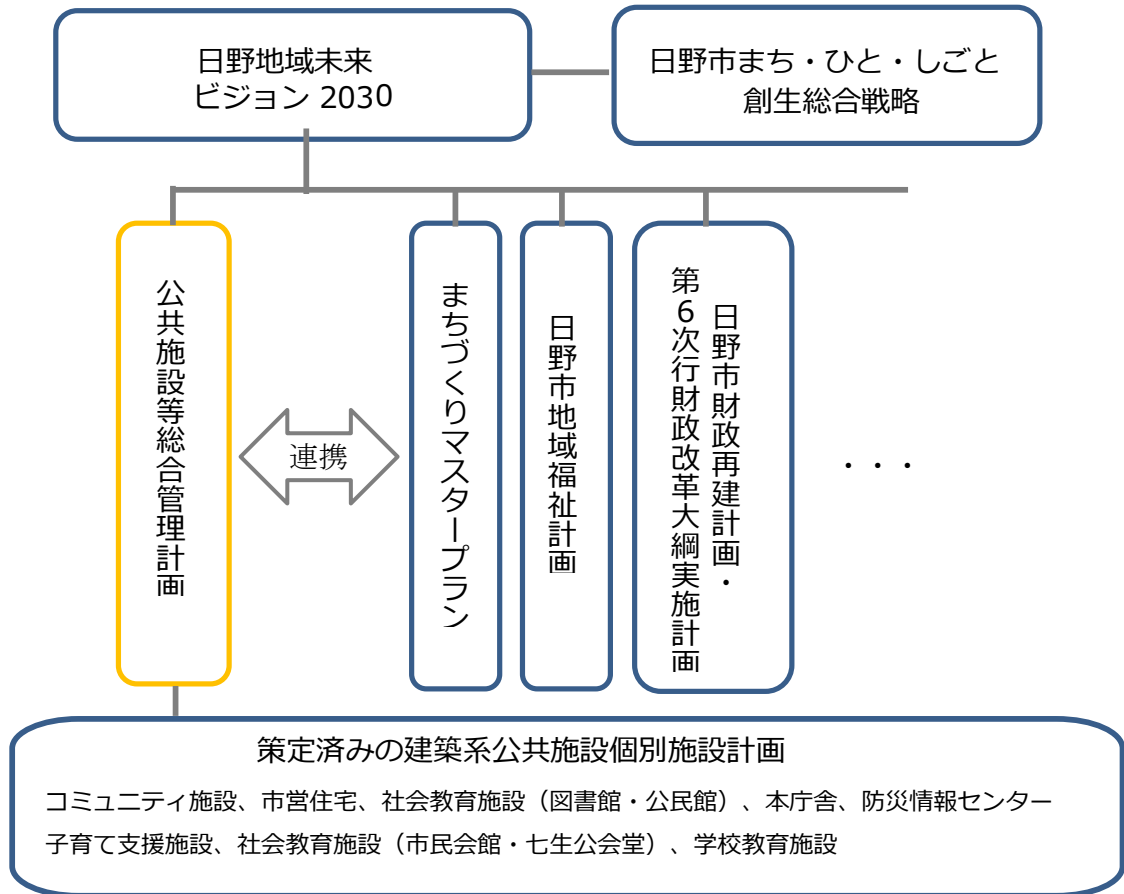 日野地域未来
ビジョン 2030
日野市まち・ひと・しごと
創生総合戦略
公共施設等総合管理計画
連携
まちづくりマスタープラン
日野市地域福祉計画
日野市財政再建計画・
第6次行財政改革大綱実施計画
・・・
策定済みの建築系公共施設個別施設計画
コミュニティ施設、市営住宅、社会教育施設（図書館・公民館）、本庁舎、防災情報センター
子育て支援施設、社会教育施設（市民会館・七生公会堂）、学校教育施設